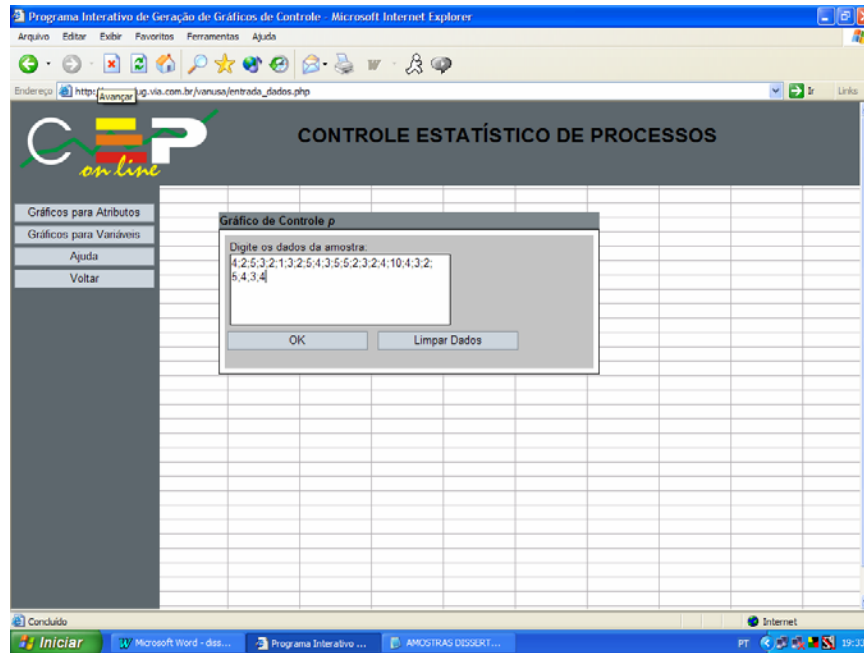 Programa Interativo de Geração de Gráficos de Controle - Microsoft Internet Explorer
Arquivo Editar Exibir Favoritos Ferramentas Ajuda
Endereço http: ug.via.com.br/vanusa/entrada_dados.php Ir Links
Avançar
CEP
on line
CONTROLE ESTATÍSTICO DE PROCESSOS
Gráficos para Atributos
Gráficos para Variáveis
Ajuda
Voltar
Gráfico de Controle p
Digite os dados da amostra:
4;2;5;3;2;1;3;2;5;4;3;5;5;2;3;2;4;10;4;3;2;
5,4,3,4
OK Limpar Dados
Concluído Internet
Iniciar Microsoft Word - diss... Programa Interativo ... AMOSTRAS DISSERT... PT 19:33